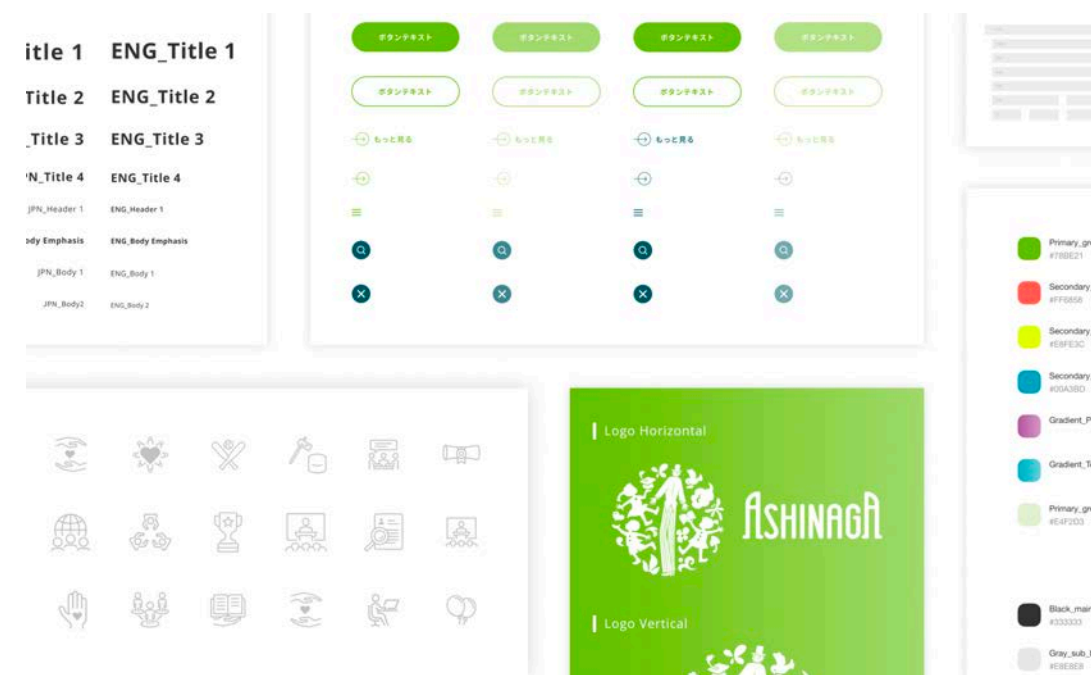 itle 1 ENG_Title 1
Title 2 ENG_Title 2
_Title 3 ENG_Title 3
N_Title 4 ENG_Title 4
JPN_Header 1 ENG_Header 1
ody Emphasis ENG_Body Emphasis
JPN_Body 1 ENG_Body 1
JPN_Body2 ENG_Body 2
ボタンテキスト ボタンテキスト ボタンテキスト ボタンテキスト
ボタンテキスト ボタンテキスト ボタンテキスト ボタンテキスト
もっと見る もっと見る もっと見る もっと見る
Logo Horizontal
ASHINAGA
Logo Vertical
Primary_gr
#78BE21
Secondary_
#FF6858
Secondary_
#E8FE3C
Secondary_
#00A3BD
Gradient_P
Gradient_T
Primary_gr
#E4F2D3
Black_main
#333333
Gray_sub_
#E8E8E8